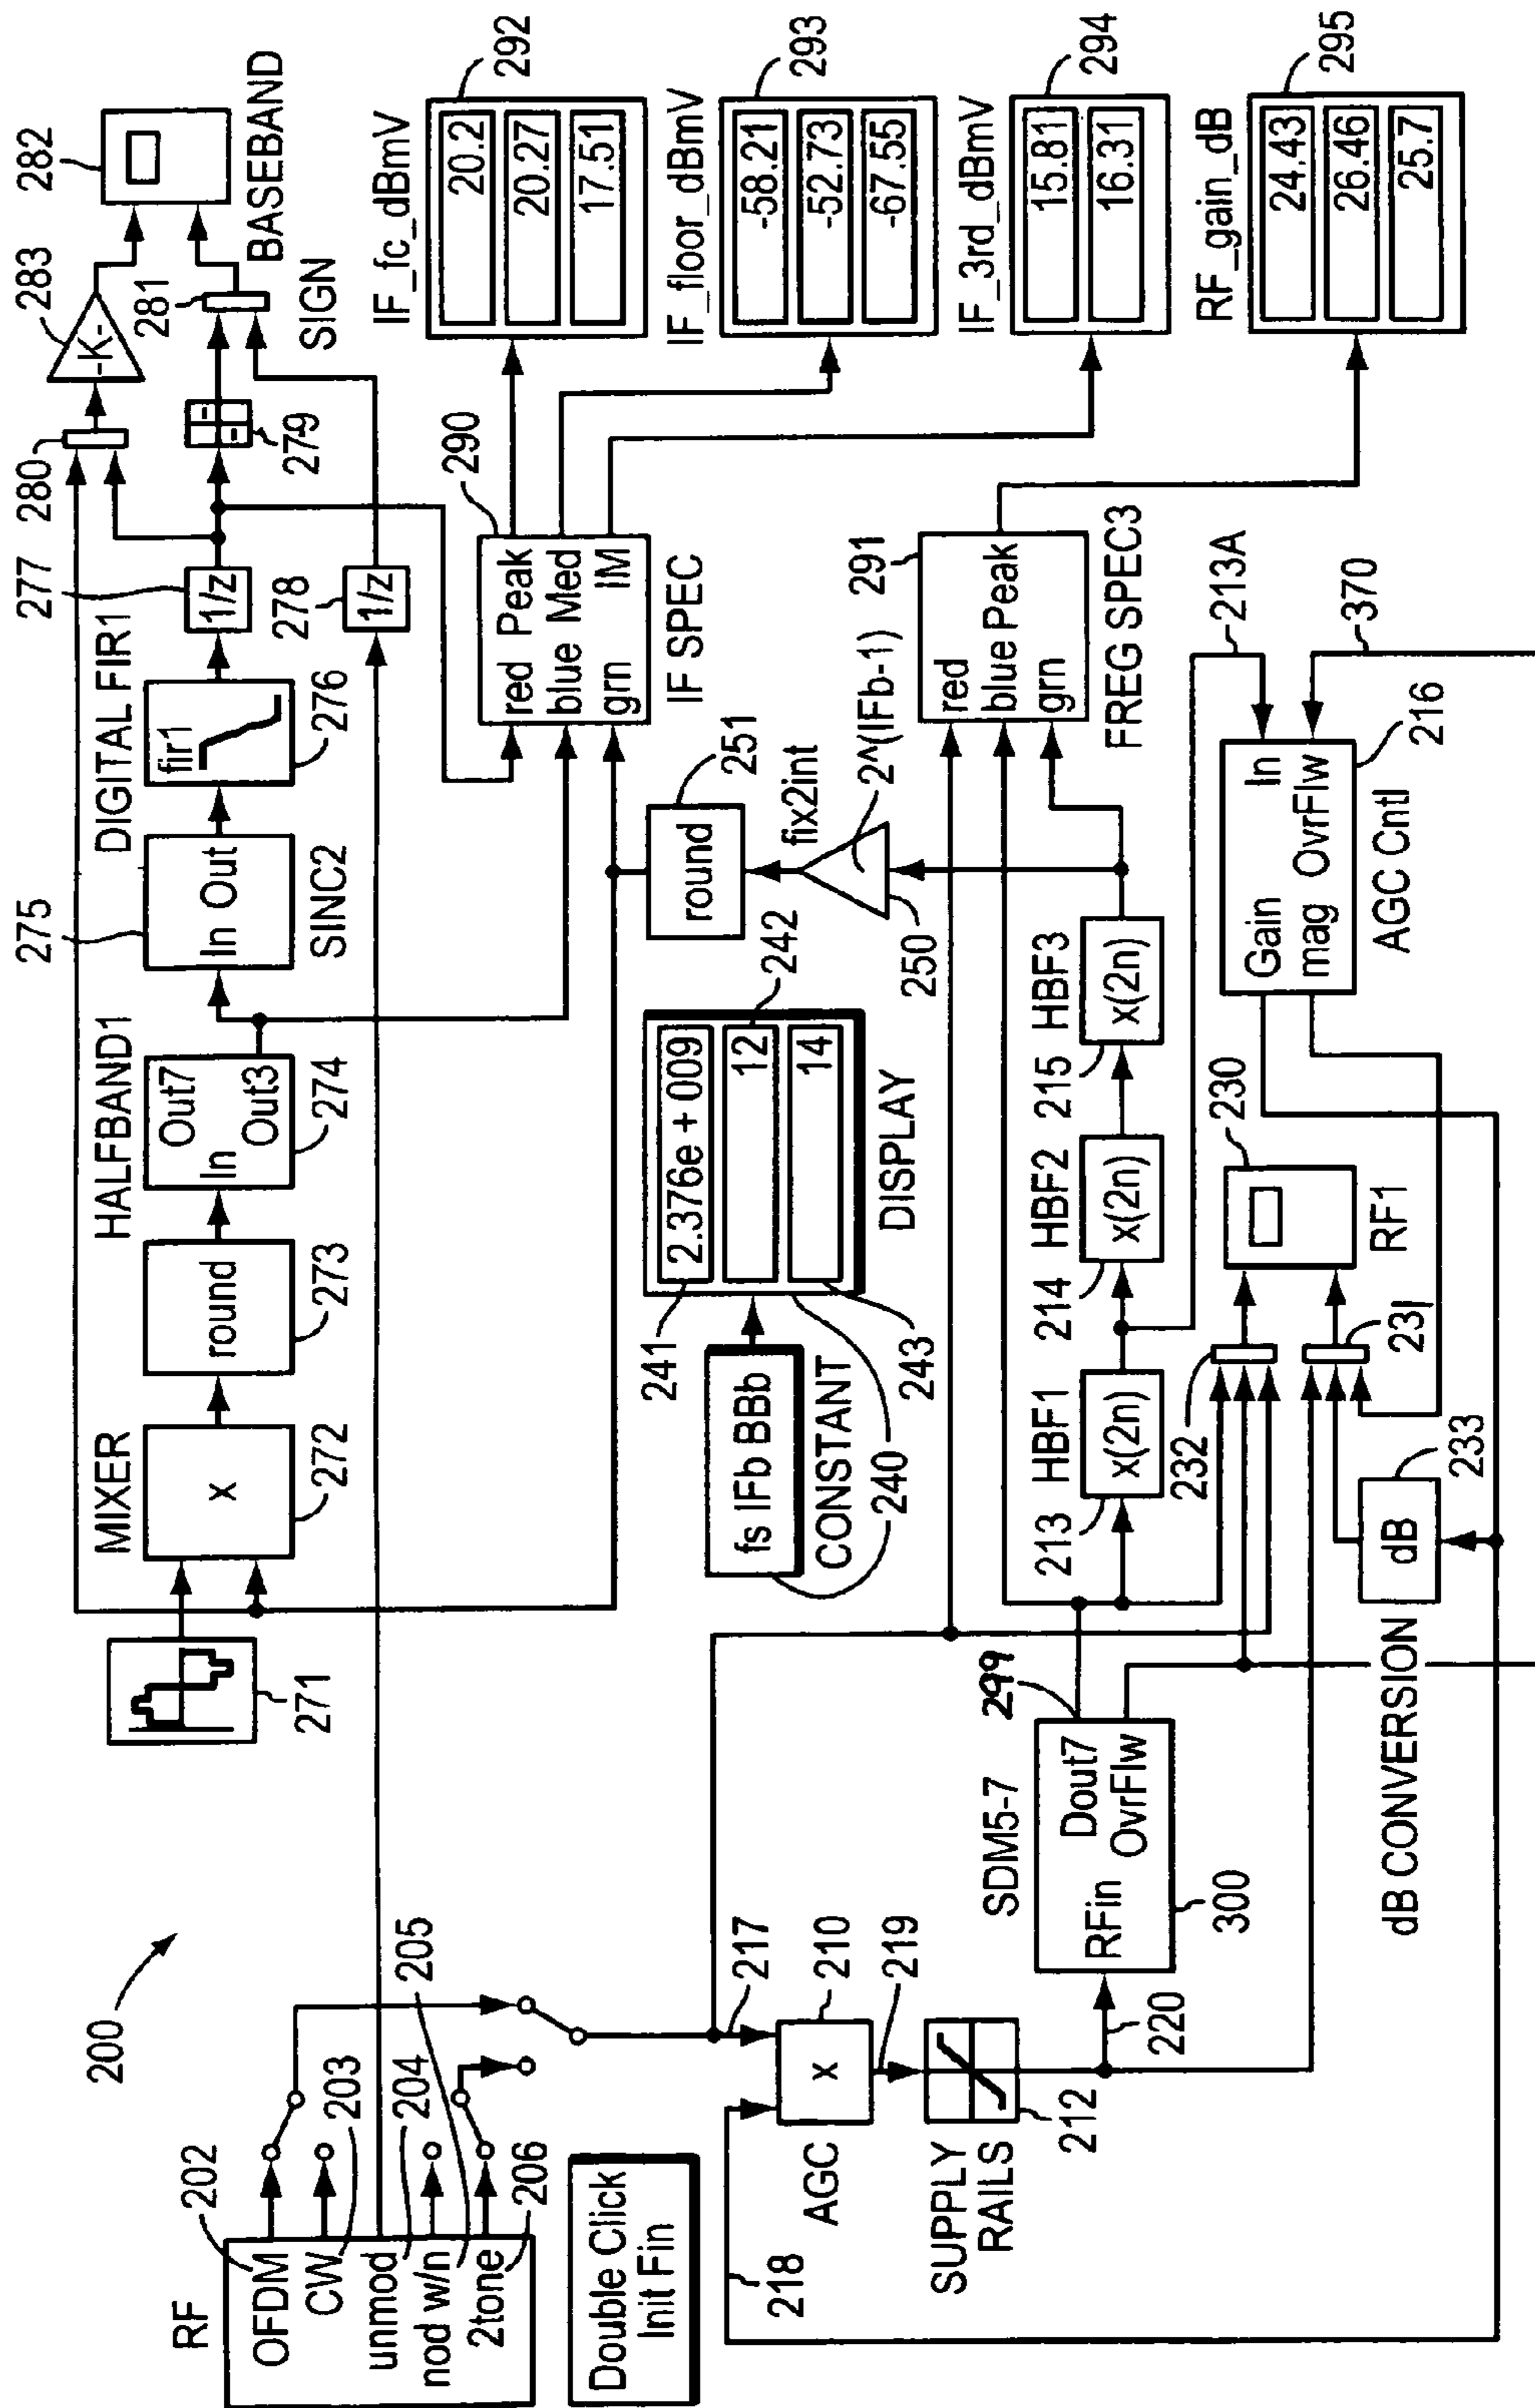 200
RF
202
OFDM
CW
203
unmod
204
nod w/n
205
2tone
206
Double Click
Init Fin
271
MIXER
x
272
round
273
HALFBAND1
Out7
In
Out3
274
275
In Out
SINC2
DIGITAL FIR1
fir1
276
277
1/z
278
1/z
279
280
-K-
283
281
SIGN
282
BASEBAND
290
red Peak
blue Med
grn IM
IF SPEC
IF_fc_dBmV
292
20.2
20.27
17.51
IF_floor_dBmV
293
-58.21
-52.73
-67.55
IF_3rd_dBmV
294
15.81
16.31
RF_gain_dB
295
24.43
26.46
25.7
fs IFb BBb
CONSTANT
240
241
2.376e + 009
12
242
14
243
DISPLAY
round
251
fix2int
2^(IFb-1)
250
291
red
blue Peak
grn
FREG SPEC3
217
218
x
210
AGC
219
SUPPLY
RAILS
212
220
SDM5-7
RFin
Dout7
OvrFlw
299
300
HBF1
x(2n)
213
HBF2
x(2n)
214
HBF3
x(2n)
215
213A
370
232
230
RF1
231
dB
233
dB CONVERSION
Gain In
mag OvrFlw
216
AGC Cntl